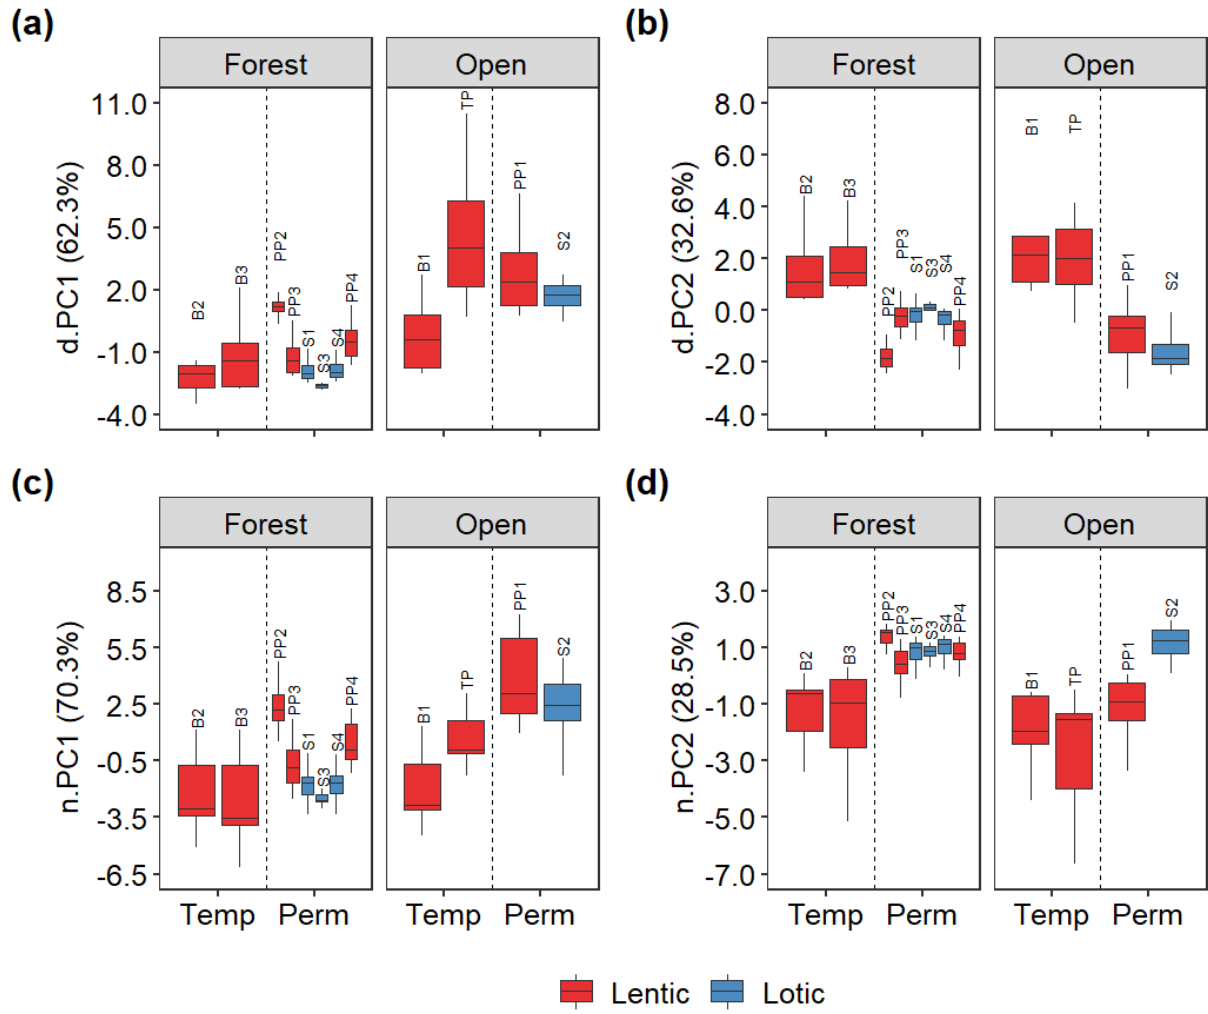 (a)
Forest
Open
d.PC1 (62.3%)
11.0
8.0
5.0
2.0
-1.0
-4.0
B2
B3
PP2
PP3
S1
S3
S4
PP4
B1
TP
PP1
S2
(b)
Forest
Open
d.PC2 (32.6%)
8.0
6.0
4.0
2.0
0.0
-2.0
-4.0
B2
B3
PP2
PP3
S1
S3
S4
PP4
B1
TP
PP1
S2
(c)
Forest
Open
n.PC1 (70.3%)
8.5
5.5
2.5
-0.5
-3.5
-6.5
B2
B3
PP2
PP3
S1
S3
S4
PP4
B1
TP
PP1
S2
Temp
Perm
Temp
Perm
(d)
Forest
Open
n.PC2 (28.5%)
3.0
1.0
-1.0
-3.0
-5.0
-7.0
B2
B3
PP2
PP3
S1
S3
S4
PP4
B1
TP
PP1
S2
Temp
Perm
Temp
Perm
Lentic
Lotic